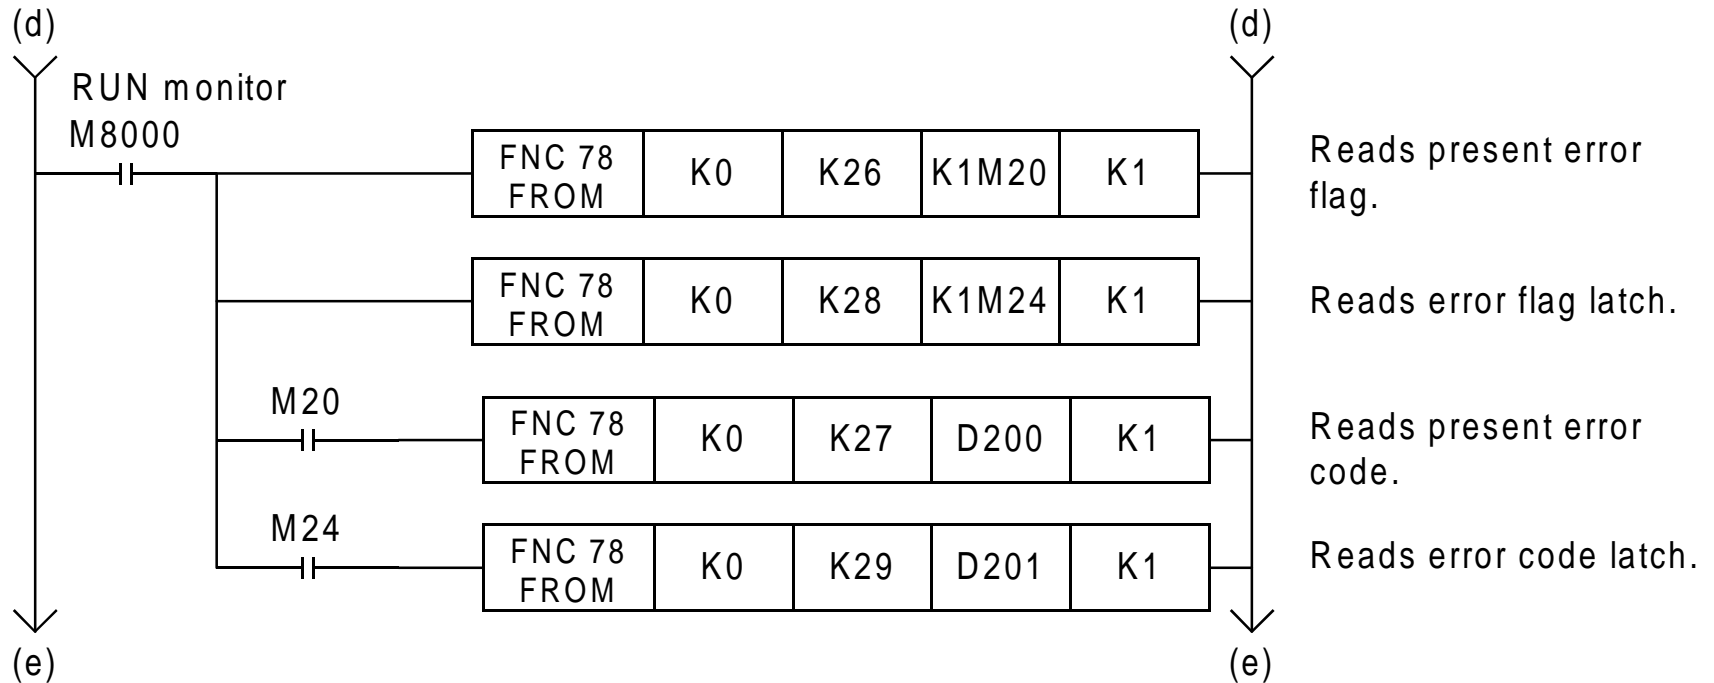 (d)
(d)
RUN monitor
M8000
FNC 78
FROM
K0
K26
K1M20
K1
Reads present error
flag.
FNC 78
FROM
K0
K28
K1M24
K1
Reads error flag latch.
M20
FNC 78
FROM
K0
K27
D200
K1
Reads present error
code.
M24
FNC 78
FROM
K0
K29
D201
K1
Reads error code latch.
(e)
(e)